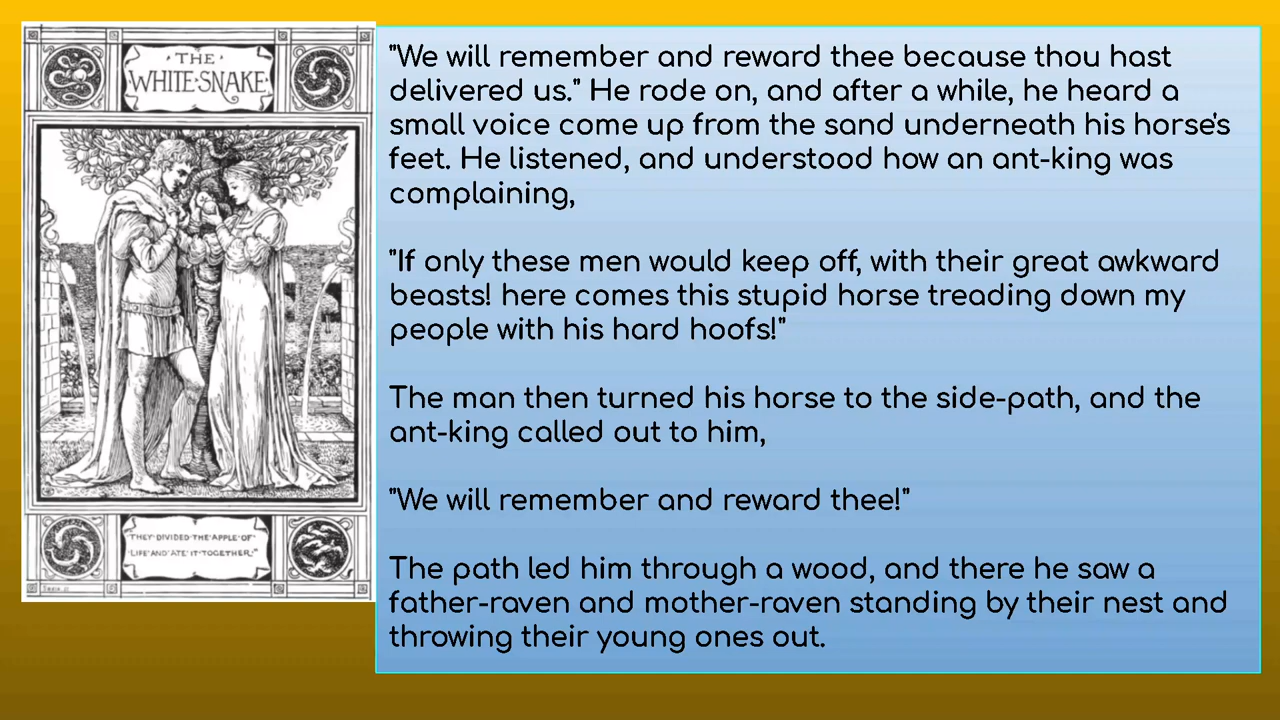 ·THE·
WHITE·SNAKE·
"THEY·DIVIDED·THE·APPLE·OF·
·LIFE·AND·ATE·IT·TOGETHER."
"We will remember and reward thee because thou hast
delivered us." He rode on, and after a while, he heard a
small voice come up from the sand underneath his horse's
feet. He listened, and understood how an ant-king was
complaining,
"If only these men would keep off, with their great awkward
beasts! here comes this stupid horse treading down my
people with his hard hoofs!"
The man then turned his horse to the side-path, and the
ant-king called out to him,
"We will remember and reward thee!"
The path led him through a wood, and there he saw a
father-raven and mother-raven standing by their nest and
throwing their young ones out.